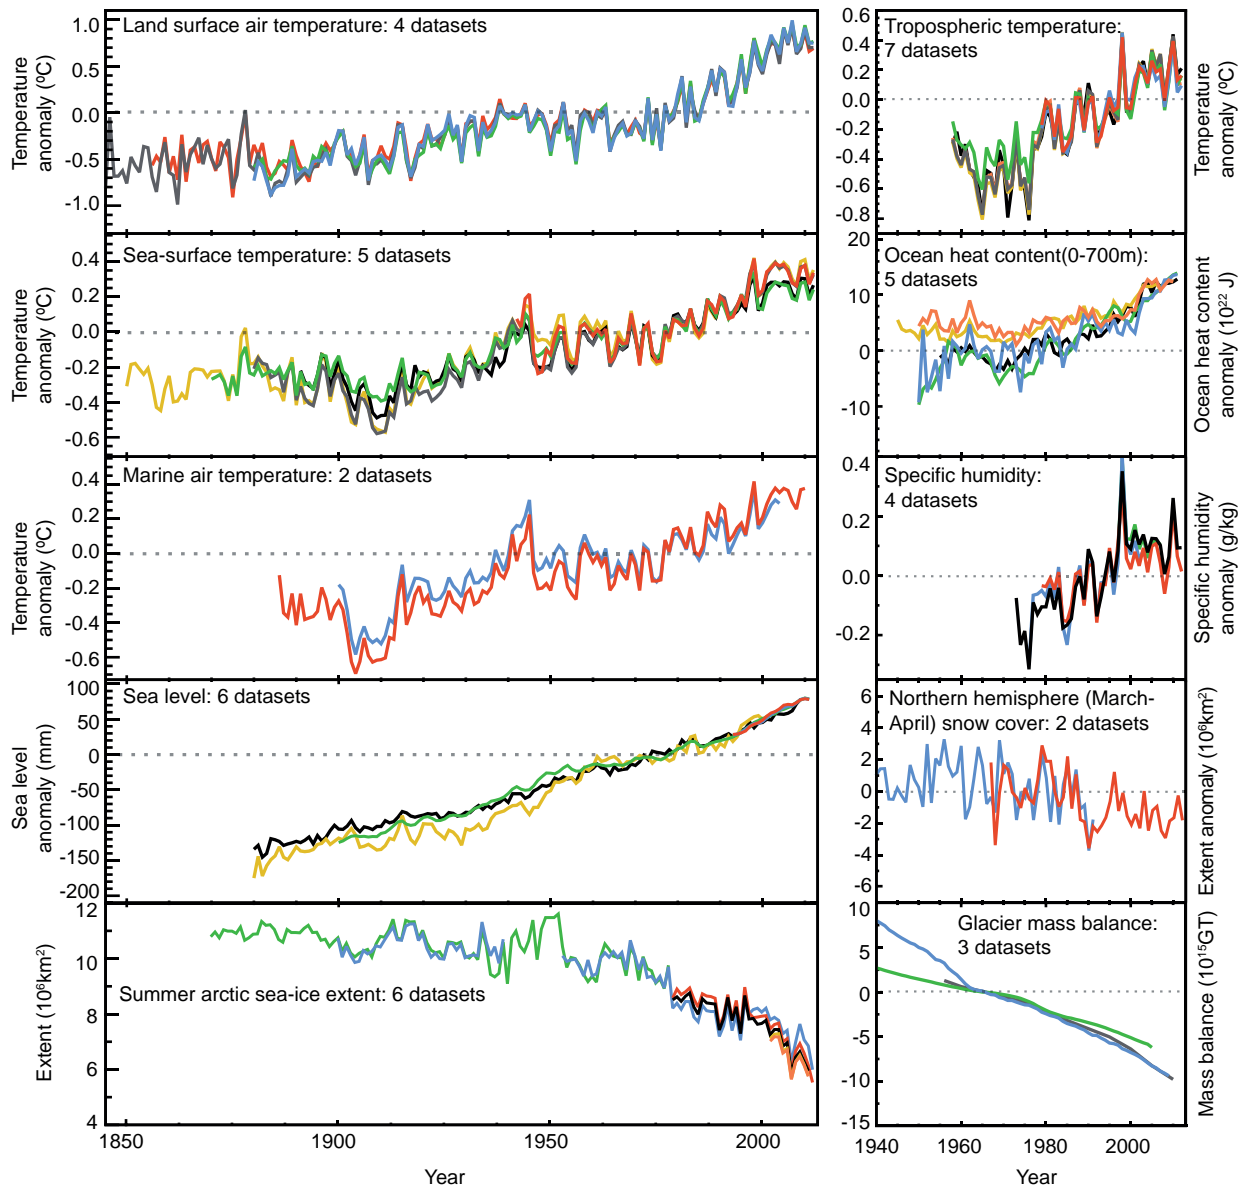 Land surface air temperature: 4 datasets
1.0
0.5
0.0
-0.5
-1.0
Temperature
anomaly (ºC)
Sea-surface temperature: 5 datasets
0.4
0.2
0.0
-0.2
-0.4
-0.6
Temperature
anomaly (ºC)
Marine air temperature: 2 datasets
0.4
0.2
0.0
-0.2
-0.4
-0.6
Temperature
anomaly (ºC)
Sea level: 6 datasets
100
50
0
-50
-100
-150
-200
Sea level
anomaly (mm)
12
10
8
6
4
Summer arctic sea-ice extent: 6 datasets
Extent (10⁶km²)
1850
1900
1950
2000
Year
Tropospheric temperature:
7 datasets
0.6
0.4
0.2
0.0
-0.2
-0.4
-0.6
-0.8
Temperature
anomaly (ºC)
Ocean heat content(0-700m):
5 datasets
20
10
0
-10
Ocean heat content
anomaly (10²² J)
Specific humidity:
4 datasets
0.4
0.2
0.0
-0.2
Specific humidity
anomaly (g/kg)
Northern hemisphere (March-
April) snow cover: 2 datasets
6
4
2
0
-2
-4
-6
Extent anomaly (10⁶km²)
Glacier mass balance:
3 datasets
10
5
0
-5
-10
-15
Mass balance (10¹⁵GT)
1940
1960
1980
2000
Year